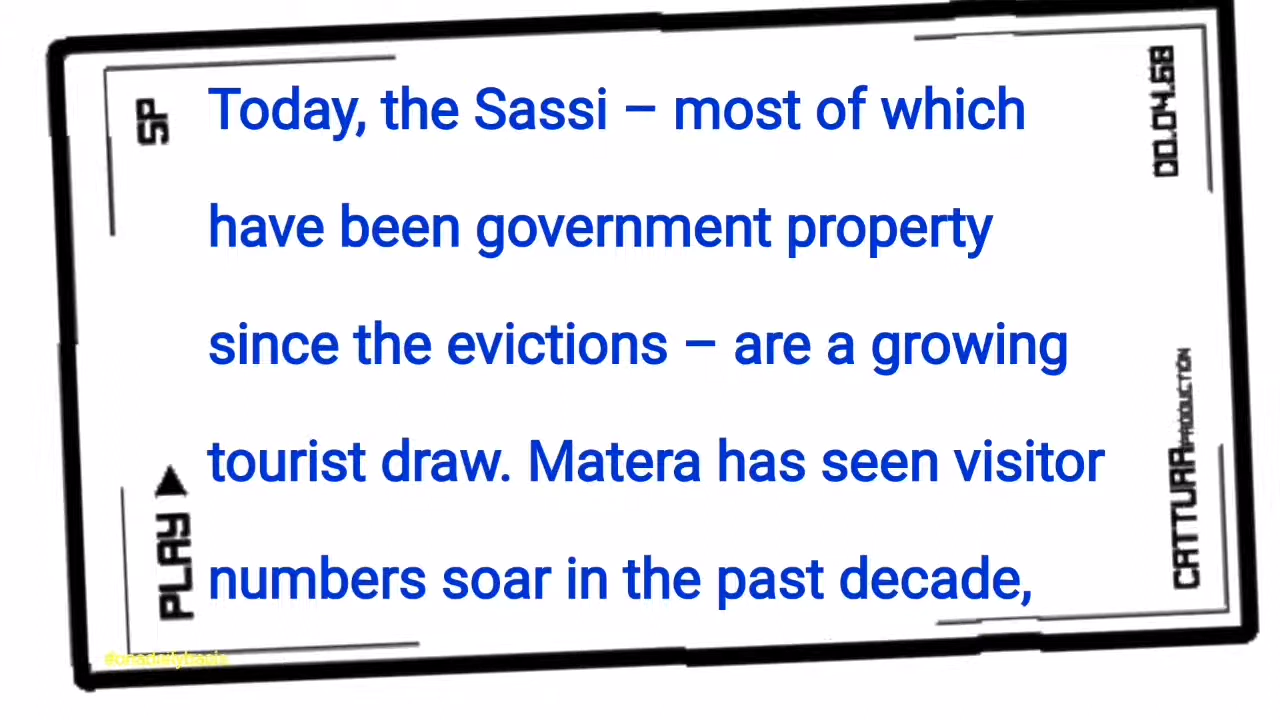 Today, the Sassi – most of which
have been government property
since the evictions – are a growing
tourist draw. Matera has seen visitor
numbers soar in the past decade,
SP
PLAY
00.04.68
CATTURA PRODUCTION